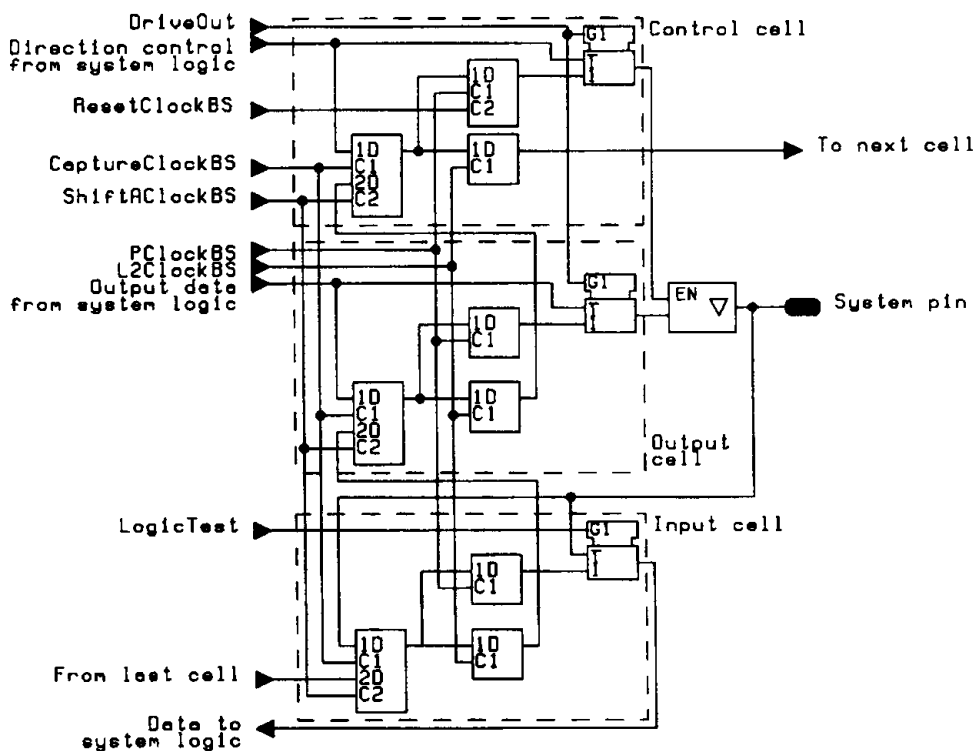 DriveOut
Direction control
from system logic
ResetClockBS
CaptureClockBS
ShiftAClockBS
PClockBS
L2ClockBS
Output data
from system logic
LogicTest
From last cell
Data to
system logic
G1
Control cell
1
1
1D
C1
C2
1D
C1
2D
C2
1D
C1
To next cell
G1
1
1
EN
System pin
1D
C1
1D
C1
2D
C2
1D
C1
Output
cell
G1
Input cell
1
1
1D
C1
1D
C1
2D
C2
1D
C1